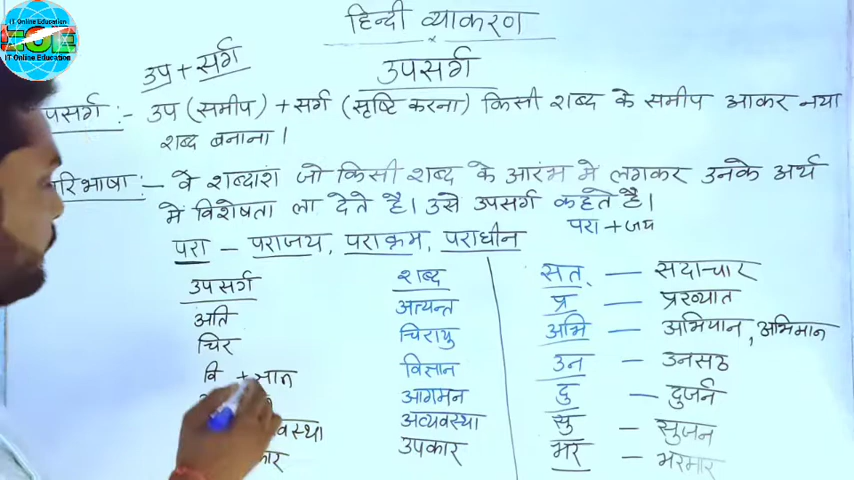 IT Online Education
IOE
IT Online Education
हिन्दी व्याकरण
उप + सर्ग
उपसर्ग
पसर्ग :- उप (समीप) + सर्ग (सृष्टि करना) किसी शब्द के समीप आकर नया
शब्द बनाना।
रिभाषा :- वे शब्दांश जो किसी शब्द के आरंभ मे लगकर उनके अर्थ
मे विशेषता ला देते है। उसे उपसर्ग कहते है।
परा + जय
परा - पराजय, पराक्रम, पराधीन
उपसर्ग शब्द
अति अत्यन्त
चिर चिरायु
वि + ज्ञान विज्ञान
आगमन
वस्था अव्यवस्था
कार उपकार
सत् — सदाचार
प्र — प्रख्यात
अभि — अभियान, अभिमान
उन - उनसठ
दु - दुर्जन
सु - सुजन
भर - भरमार